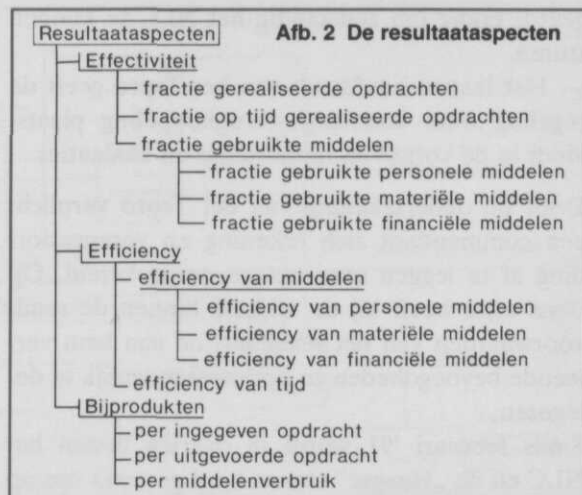 Resultaataspecten
Afb. 2 De resultaataspecten
Effectiviteit
fractie gerealiseerde opdrachten
fractie op tijd gerealiseerde opdrachten
fractie gebruikte middelen
fractie gebruikte personele middelen
fractie gebruikte materiële middelen
fractie gebruikte financiële middelen
Efficiency
efficiency van middelen
efficiency van personele middelen
efficiency van materiële middelen
efficiency van financiële middelen
efficiency van tijd
Bijprodukten
per ingegeven opdracht
per uitgevoerde opdracht
per middelenverbruik